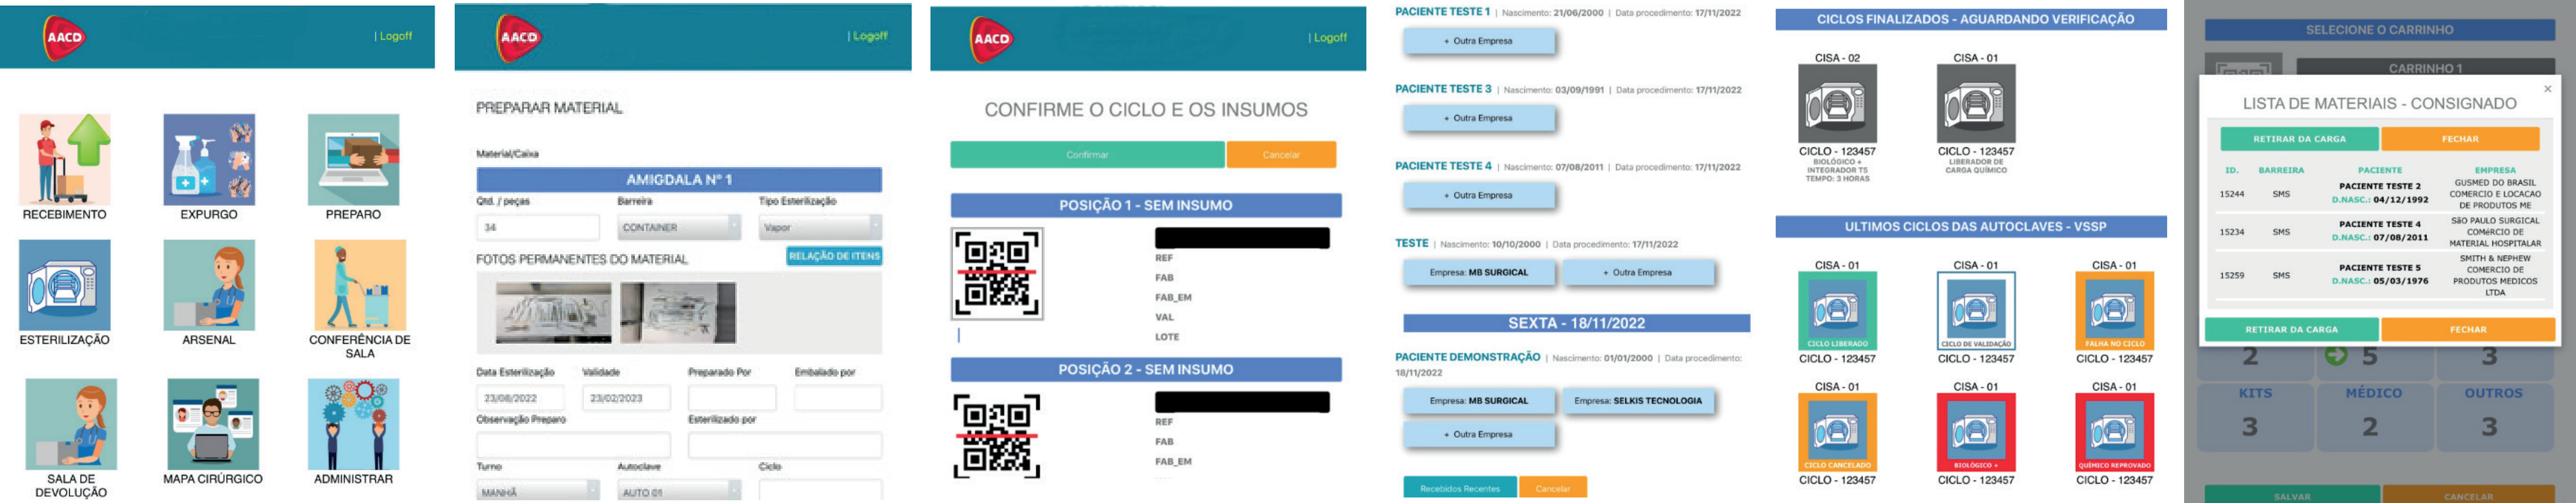 AACD
| Logoff
RECEBIMENTO
EXPURGO
PREPARO
ESTERILIZAÇÃO
ARSENAL
CONFERÊNCIA DE
SALA
SALA DE
DEVOLUÇÃO
MAPA CIRÚRGICO
ADMINISTRAR
AACD
| Logoff
PREPARAR MATERIAL
Material/Caixa
AMIGDALA N° 1
Qtd. / peças
Barreira
Tipo Esterilização
34
CONTAINER
Vapor
FOTOS PERMANENTES DO MATERIAL
RELAÇÃO DE ITENS
Data Esterilização
Validade
Preparado Por
Embalado por
23/08/2022
23/02/2023
Observação Preparo
Esterilizado por
Turno
Autoclave
Ciclo
MANHÃ
AUTO 01
AACD
| Logoff
CONFIRME O CICLO E OS INSUMOS
Confirmar
Cancelar
POSIÇÃO 1 - SEM INSUMO
REF
FAB
FAB_EM
VAL
LOTE
POSIÇÃO 2 - SEM INSUMO
REF
FAB
FAB_EM
PACIENTE TESTE 1 | Nascimento: 21/06/2000 | Data procedimento: 17/11/2022
+ Outra Empresa
PACIENTE TESTE 3 | Nascimento: 03/09/1991 | Data procedimento: 17/11/2022
+ Outra Empresa
PACIENTE TESTE 4 | Nascimento: 07/08/2011 | Data procedimento: 17/11/2022
+ Outra Empresa
TESTE | Nascimento: 10/10/2000 | Data procedimento: 17/11/2022
Empresa: MB SURGICAL
+ Outra Empresa
SEXTA - 18/11/2022
PACIENTE DEMONSTRAÇÃO | Nascimento: 01/01/2000 | Data procedimento:
18/11/2022
Empresa: MB SURGICAL
Empresa: SELKIS TECNOLOGIA
+ Outra Empresa
Recebidos Recentes
Cancelar
CICLOS FINALIZADOS - AGUARDANDO VERIFICAÇÃO
CISA - 02
CISA - 01
CICLO - 123457
BIOLÓGICO +
INTEGRADOR T5
TEMPO: 3 HORAS
CICLO - 123457
LIBERADOR DE
CARGA QUÍMICO
ULTIMOS CICLOS DAS AUTOCLAVES - VSSP
CISA - 01
CISA - 01
CISA - 01
CICLO LIBERADO
CICLO DE VALIDAÇÃO
FALHA NO CICLO
CICLO - 123457
CICLO - 123457
CICLO - 123457
CISA - 01
CISA - 01
CISA - 01
CICLO CANCELADO
BIOLÓGICO +
QUÍMICO REPROVADO
CICLO - 123457
CICLO - 123457
CICLO - 123457
SELECIONE O CARRINHO
CARRINHO 1
×
LISTA DE MATERIAIS - CONSIGNADO
RETIRAR DA CARGA
FECHAR
ID.
BARREIRA
PACIENTE
EMPRESA
15244
SMS
PACIENTE TESTE 2
D.NASC.: 04/12/1992
GUSMED DO BRASIL
COMERCIO E LOCACAO
DE PRODUTOS ME
15234
SMS
PACIENTE TESTE 4
D.NASC.: 07/08/2011
SãO PAULO SURGICAL
COMéRCIO DE
MATERIAL HOSPITALAR
15259
SMS
PACIENTE TESTE 5
D.NASC.: 05/03/1976
SMITH & NEPHEW
COMERCIO DE
PRODUTOS MEDICOS
LTDA
RETIRAR DA CARGA
FECHAR
2
5
3
KITS
MÉDICO
OUTROS
3
2
3
SALVAR
CANCELAR